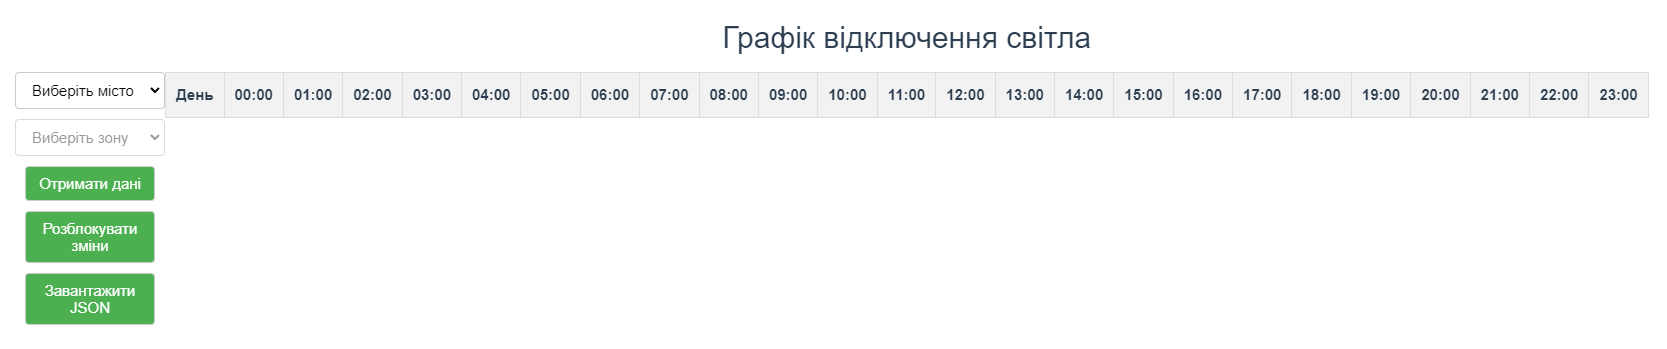 Графік відключення світла
Виберіть місто
День 00:00 01:00 02:00 03:00 04:00 05:00 06:00 07:00 08:00 09:00 10:00 11:00 12:00 13:00 14:00 15:00 16:00 17:00 18:00 19:00 20:00 21:00 22:00 23:00
Виберіть зону
Отримати дані
Розблокувати
зміни
Завантажити
JSON